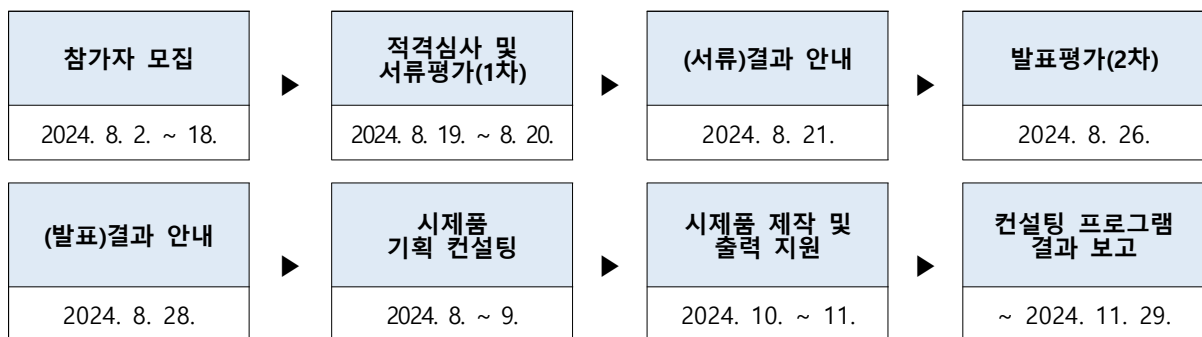 참가자 모집
2024. 8. 2. ~ 18.
▶
적격심사 및
서류평가(1차)
2024. 8. 19. ~ 8. 20.
▶
(서류)결과 안내
2024. 8. 21.
▶
발표평가(2차)
2024. 8. 26.
(발표)결과 안내
2024. 8. 28.
▶
시제품
기획 컨설팅
2024. 8. ~ 9.
▶
시제품 제작 및
출력 지원
2024. 10. ~ 11.
▶
컨설팅 프로그램
결과 보고
~ 2024. 11. 29.